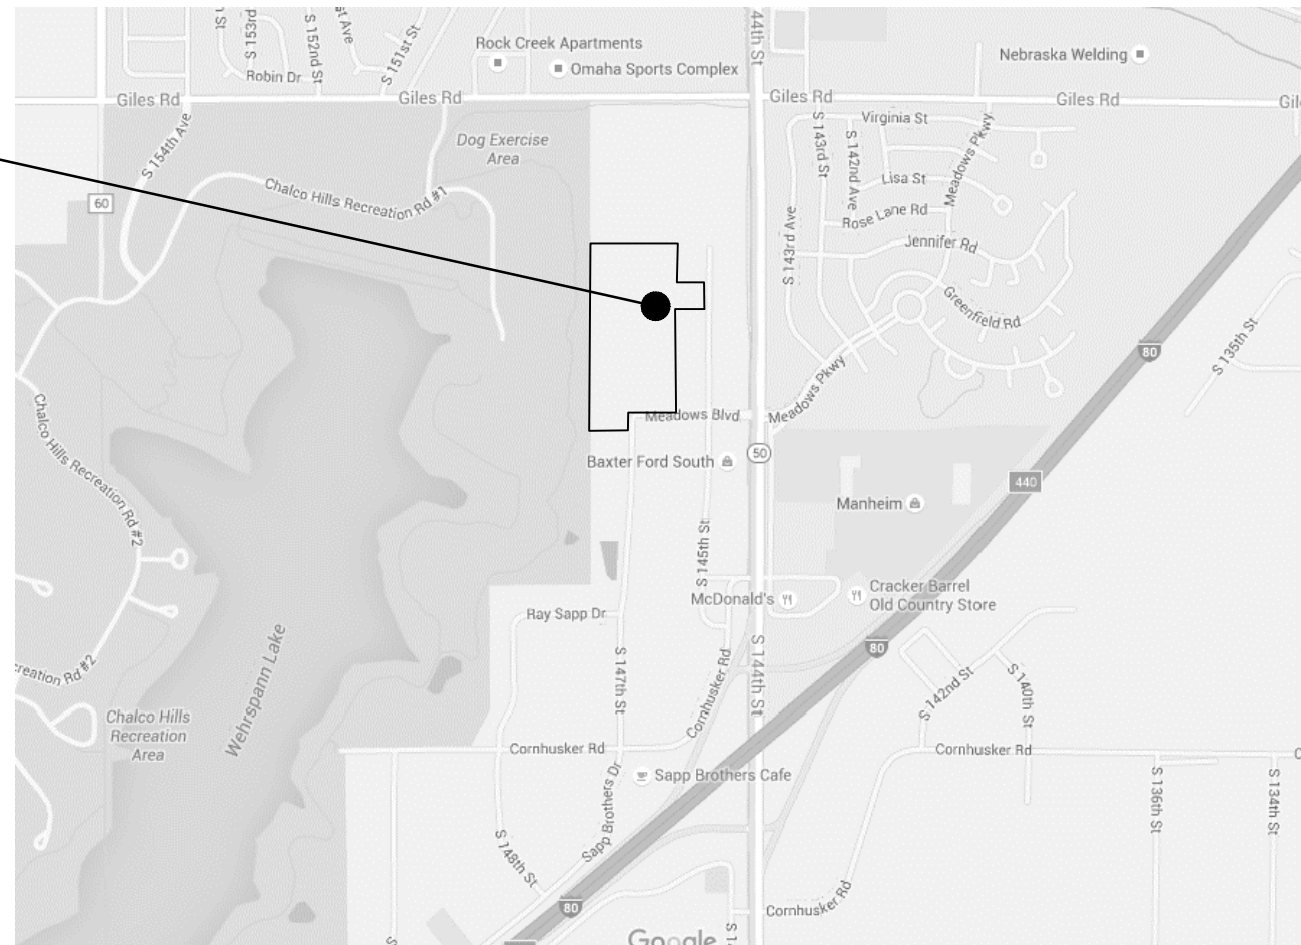 S 153rd
S 152nd St
S 151st St
Rock Creek Apartments
Omaha Sports Complex
44th St
Nebraska Welding
Robin Dr
Giles Rd
Giles Rd
Giles Rd
Giles Rd
S 154th Ave
Dog Exercise
Area
Virginia St
S 143rd St
S 142nd Ave
Meadows Pkwy
Lisa St
Chalco Hills Recreation Rd #1
60
Rose Lane Rd
S 143rd Ave
Jennifer Rd
Greenfield Rd
80
S 135th St
Meadows Pkwy
Meadows Blvd
Chalco Hills Recreation Rd #2
Baxter Ford South
50
440
Manheim
S 145th St
McDonald's
Cracker Barrel
Old Country Store
Ray Sapp Dr
80
S 147th St
S 144th St
Cornhusker Rd
S 142nd St
S 140th St
creation Rd #2
Wehrspann Lake
Chalco Hills
Recreation
Area
Cornhusker Rd
Cornhusker Rd
Sapp Brothers Cafe
Sapp Brothers Dr
S 136th St
S 134th St
S 148th St
80
Cornhusker Rd
Google